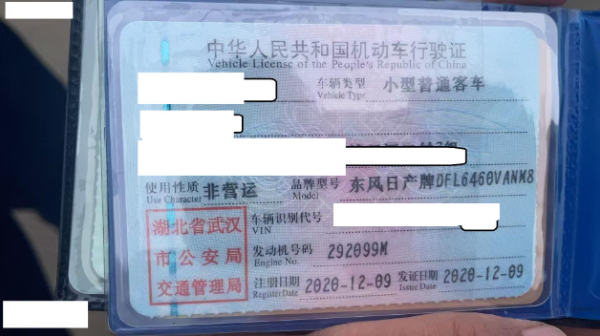 中华人民共和国机动车行驶证
Vehicle License of the People's Republic of China
车辆类型 小型普通客车
Vehicle Type
使用性质 非营运 品牌型号 东风日产牌DFL6460VANM8
Use Character Model
湖北省武汉 车辆识别代号
VIN
市公安局 发动机号码 292099M
Engine No.
交通管理局 注册日期 2020-12-09 发证日期 2020-12-09
Register Date Issue Date